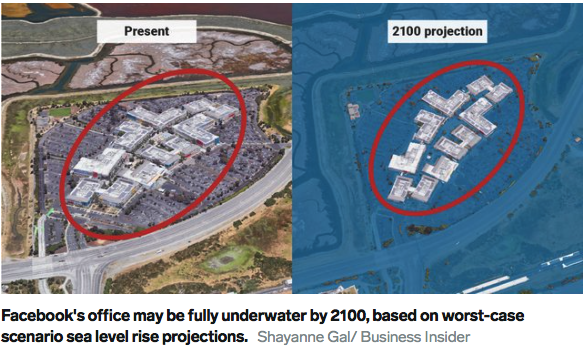 Present
2100 projection
Facebook's office may be fully underwater by 2100, based on worst-case
scenario sea level rise projections. Shayanne Gal/ Business Insider